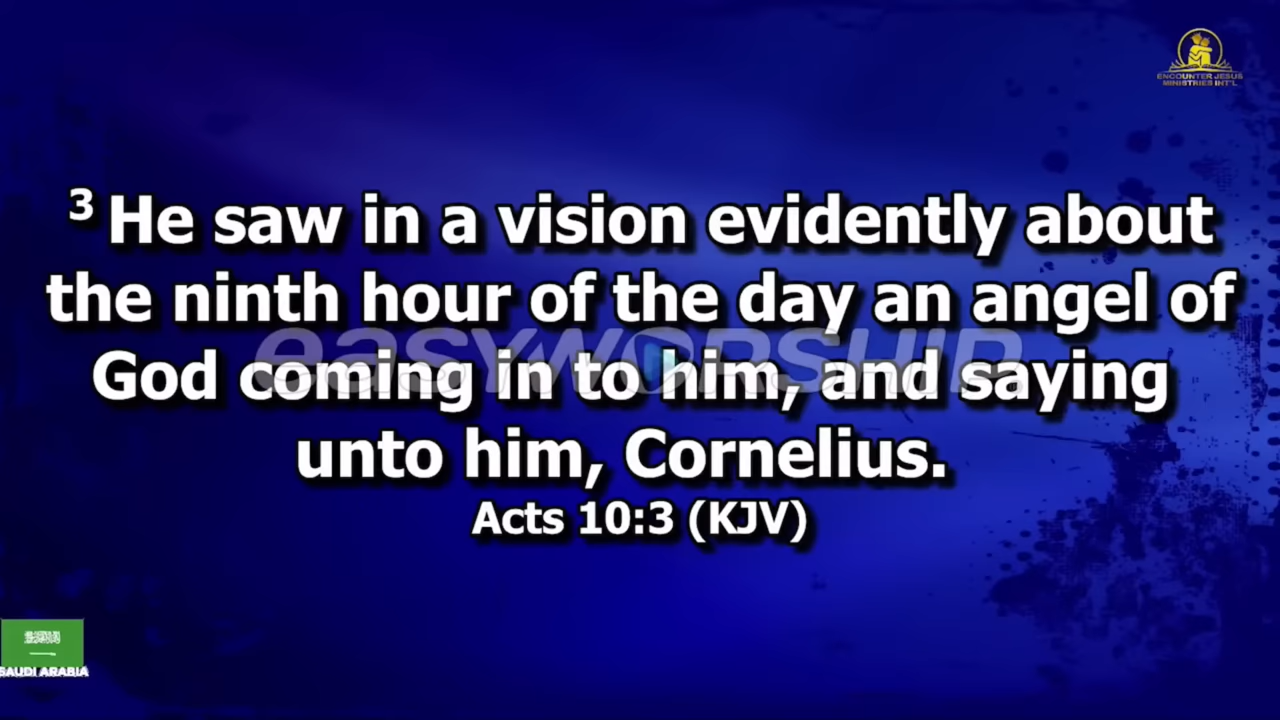 ENCOUNTER JESUS
MINISTRIES INT'L
3 He saw in a vision evidently about
the ninth hour of the day an angel of
God coming in to him, and saying
unto him, Cornelius.
Acts 10:3 (KJV)
easyworship
SAUDI ARABIA